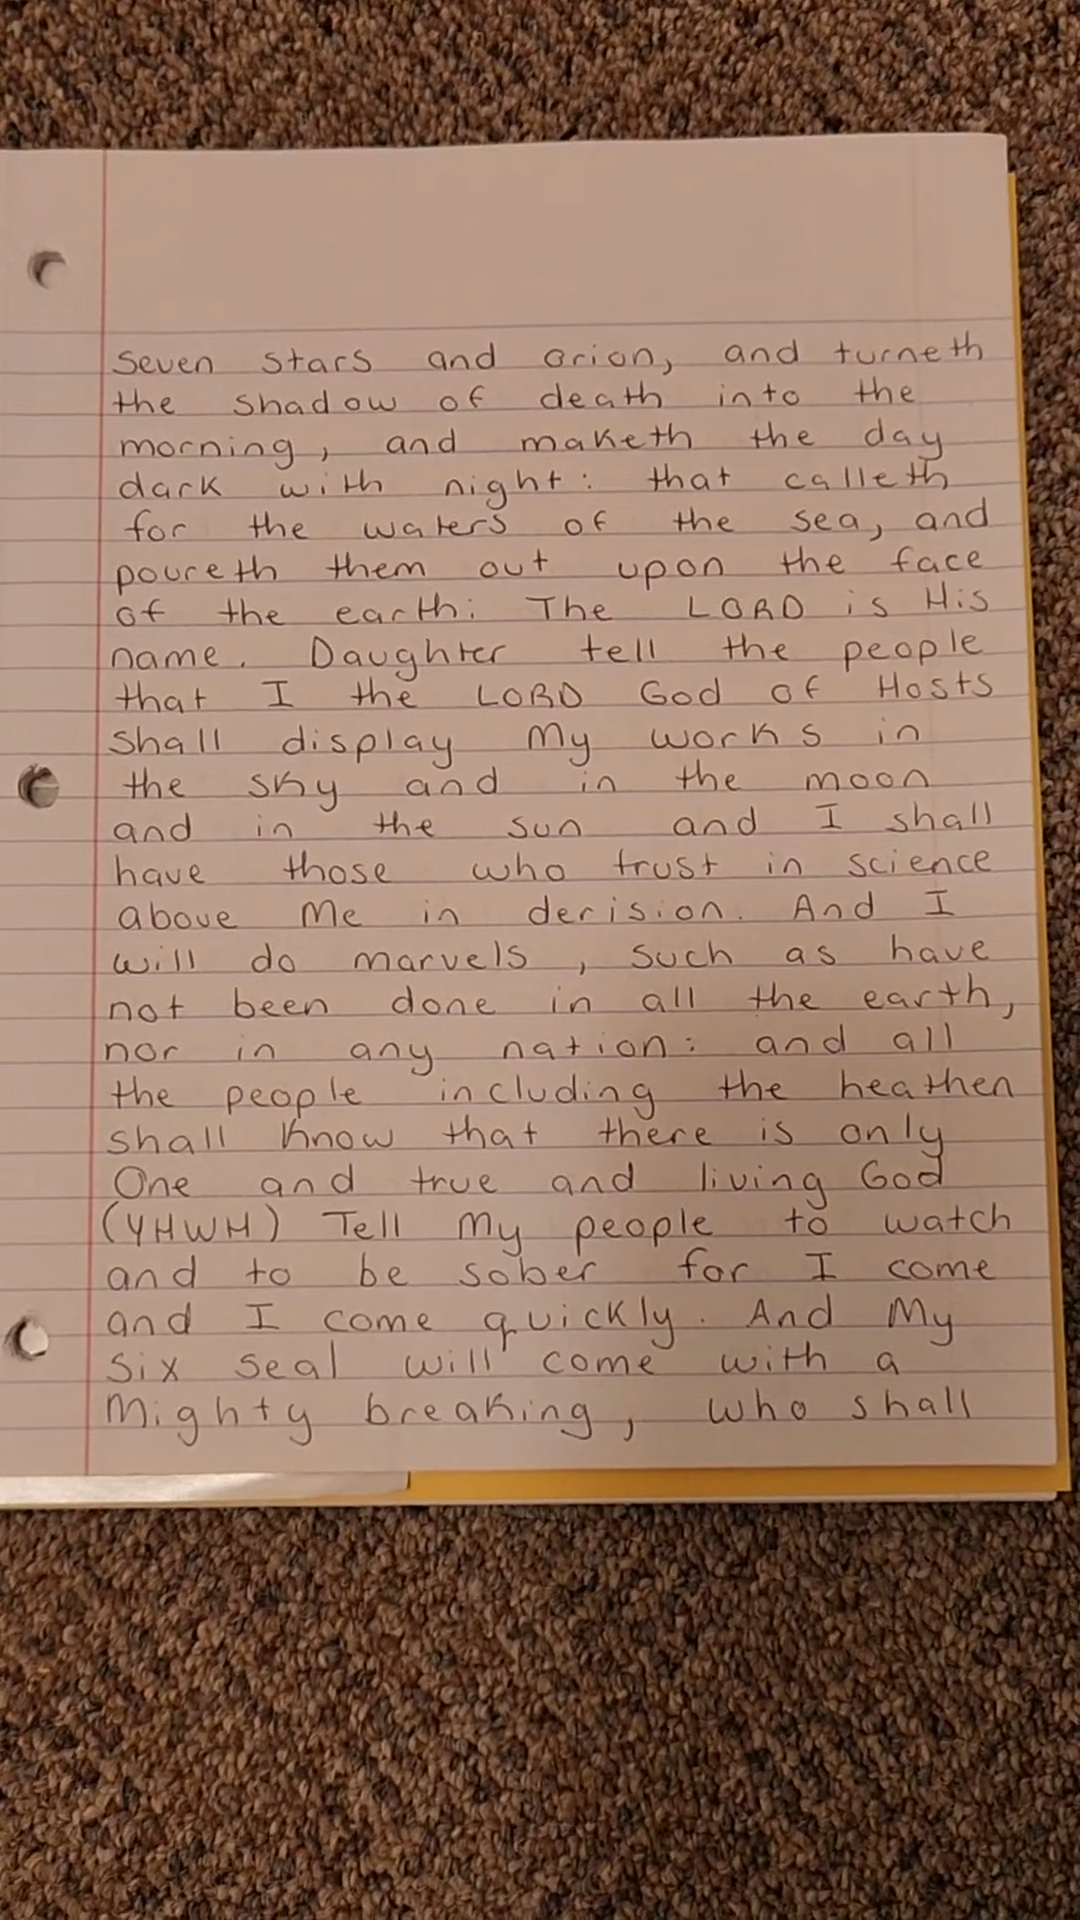 Seven stars and orion, and turneth
the shadow of death into the
morning, and maketh the day
dark with night: that calleth
for the waters of the sea, and
poureth them out upon the face
of the earth: The LORD is His
name. Daughter tell the people
that I the LORD God of Hosts
shall display My works in
the sky and in the moon
and in the sun and I shall
have those who trust in science
above Me in derision. And I
will do marvels, such as have
not been done in all the earth,
nor in any nation: and all
the people including the heathen
shall know that there is only
One and true and living God
(YHWH) Tell My people to watch
and to be sober for I come
and I come quickly. And My
six seal will come with a
Mighty breaking, who shall